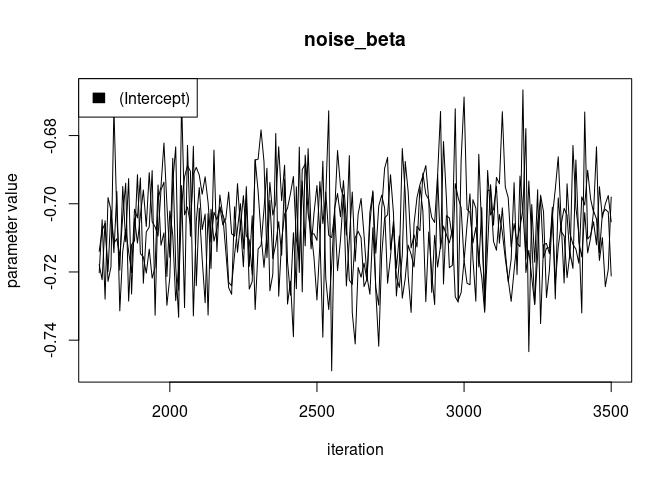 noise_beta
(Intercept)
parameter value
-0.68
-0.70
-0.72
-0.74
2000 2500 3000 3500
iteration